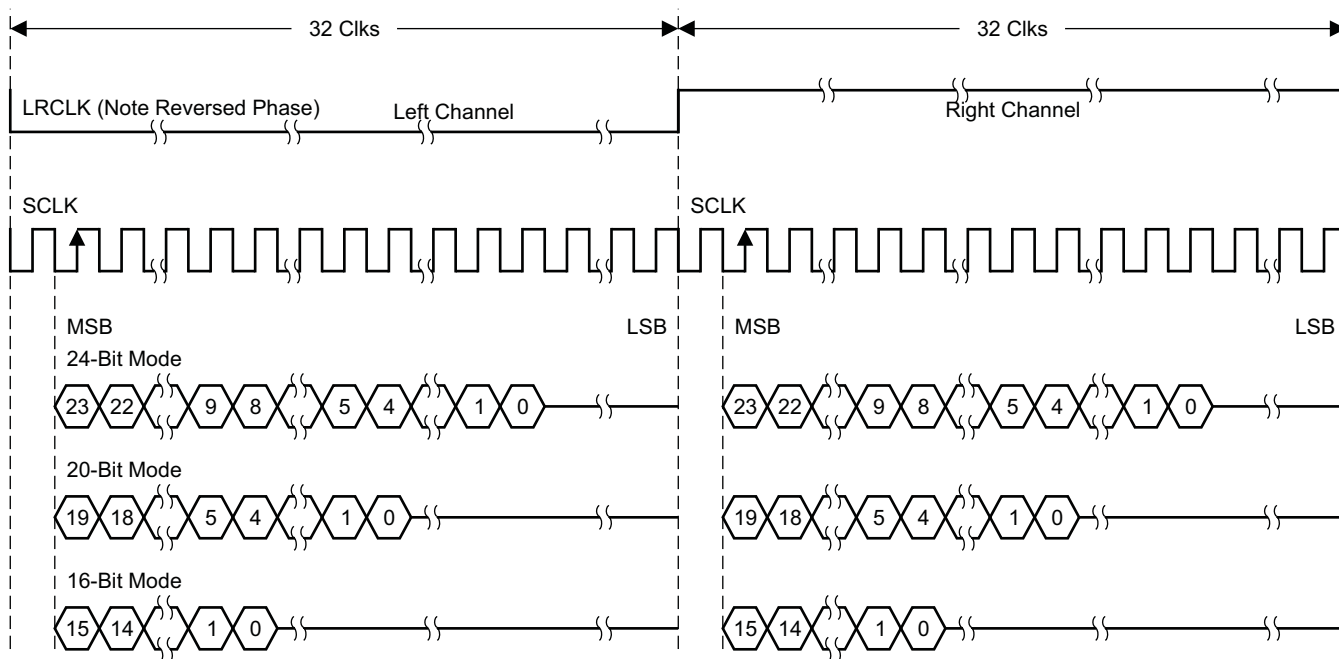 32 Clks 32 Clks
LRCLK (Note Reversed Phase) Left Channel Right Channel
SCLK SCLK
MSB LSB MSB LSB
24-Bit Mode
23 22 9 8 5 4 1 0 23 22 9 8 5 4 1 0
20-Bit Mode
19 18 5 4 1 0 19 18 5 4 1 0
16-Bit Mode
15 14 1 0 15 14 1 0